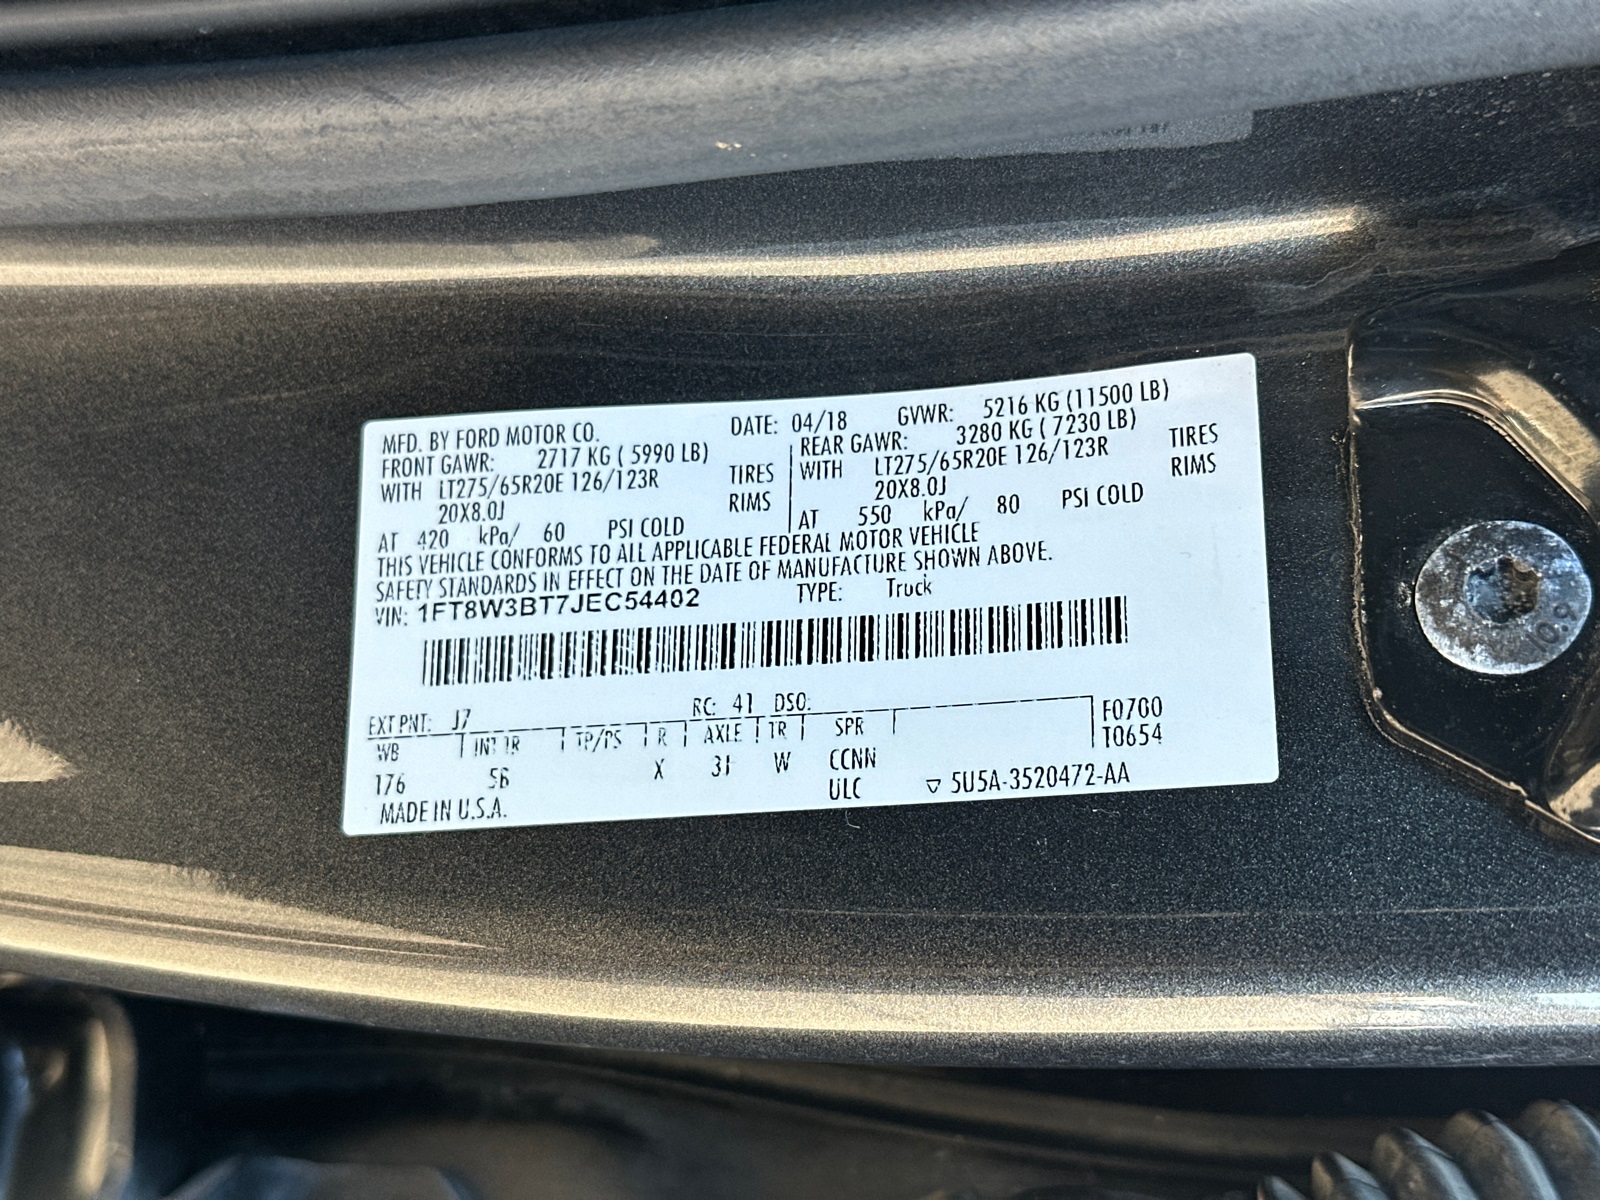 MFD. BY FORD MOTOR CO. DATE: 04/18 GVWR: 5216 KG (11500 LB)
FRONT GAWR: 2717 KG ( 5990 LB) REAR GAWR: 3280 KG ( 7230 LB)
WITH LT275/65R20E 126/123R TIRES WITH LT275/65R20E 126/123R TIRES
20X8.0J RIMS 20X8.0J RIMS
AT 420 kPa/ 60 PSI COLD AT 550 kPa/ 80 PSI COLD
THIS VEHICLE CONFORMS TO ALL APPLICABLE FEDERAL MOTOR VEHICLE
SAFETY STANDARDS IN EFFECT ON THE DATE OF MANUFACTURE SHOWN ABOVE.
VIN: 1FT8W3BT7JEC54402 TYPE: Truck
EXT PNT: J7 RC: 41 DSO: F0700
WB INT TR TP/PS R AXLE TR SPR T0654
176 5B X 31 W CCNN
MADE IN U.S.A. ULC ▽ 5U5A-3520472-AA
10.9